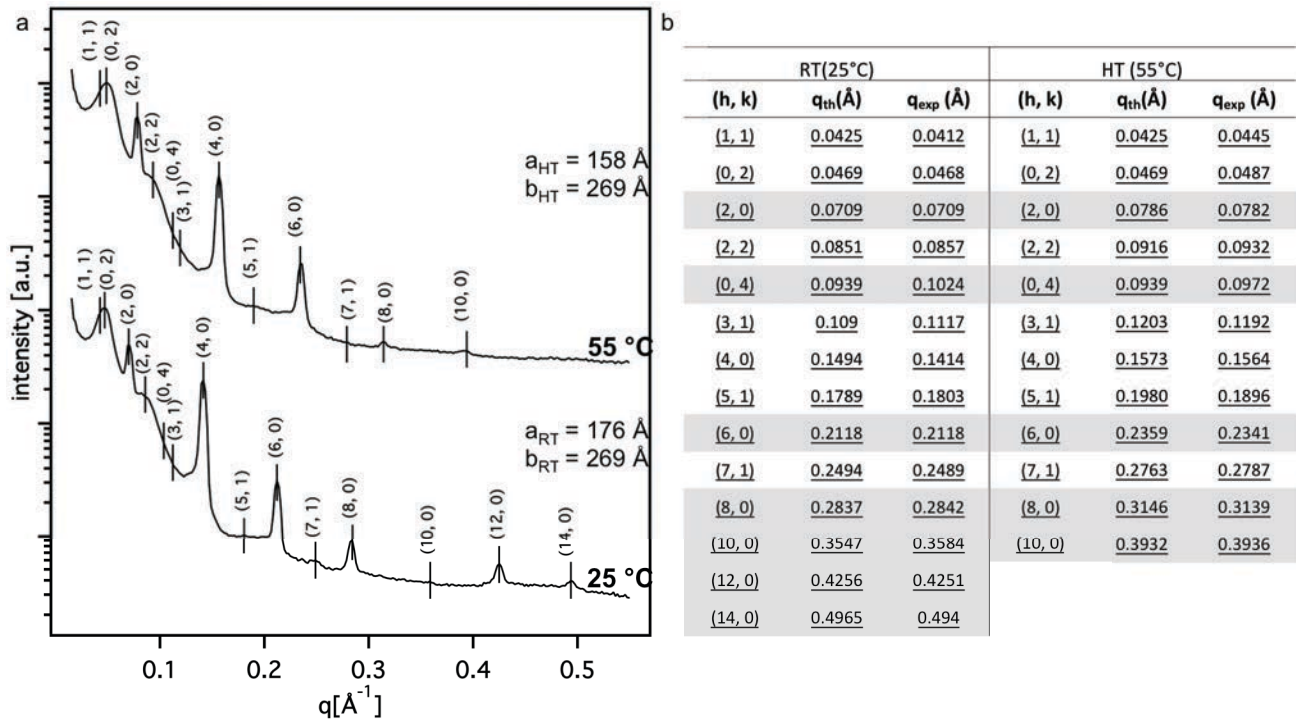 a
(1, 1)
(0, 2)
(2, 0)
(2, 2)
(0, 4)
(3, 1)
(4, 0)
(5, 1)
(6, 0)
(7, 1)
(8, 0)
(10, 0)
aHT = 158 Å
bHT = 269 Å
55 °C
(1, 1)
(0, 2)
(2, 0)
(2, 2)
(0, 4)
(3, 1)
(4, 0)
(5, 1)
(6, 0)
(7, 1)
(8, 0)
(10, 0)
(12, 0)
(14, 0)
aRT = 176 Å
bRT = 269 Å
25 °C
intensity [a.u.]
0.1 0.2 0.3 0.4 0.5
q[Å-1]
b
RT(25°C) HT (55°C)
(h, k) qth(Å) qexp (Å) (h, k) qth(Å) qexp (Å)
(1, 1) 0.0425 0.0412 (1, 1) 0.0425 0.0445
(0, 2) 0.0469 0.0468 (0, 2) 0.0469 0.0487
(2, 0) 0.0709 0.0709 (2, 0) 0.0786 0.0782
(2, 2) 0.0851 0.0857 (2, 2) 0.0916 0.0932
(0, 4) 0.0939 0.1024 (0, 4) 0.0939 0.0972
(3, 1) 0.109 0.1117 (3, 1) 0.1203 0.1192
(4, 0) 0.1494 0.1414 (4, 0) 0.1573 0.1564
(5, 1) 0.1789 0.1803 (5, 1) 0.1980 0.1896
(6, 0) 0.2118 0.2118 (6, 0) 0.2359 0.2341
(7, 1) 0.2494 0.2489 (7, 1) 0.2763 0.2787
(8, 0) 0.2837 0.2842 (8, 0) 0.3146 0.3139
(10, 0) 0.3547 0.3584 (10, 0) 0.3932 0.3936
(12, 0) 0.4256 0.4251
(14, 0) 0.4965 0.494